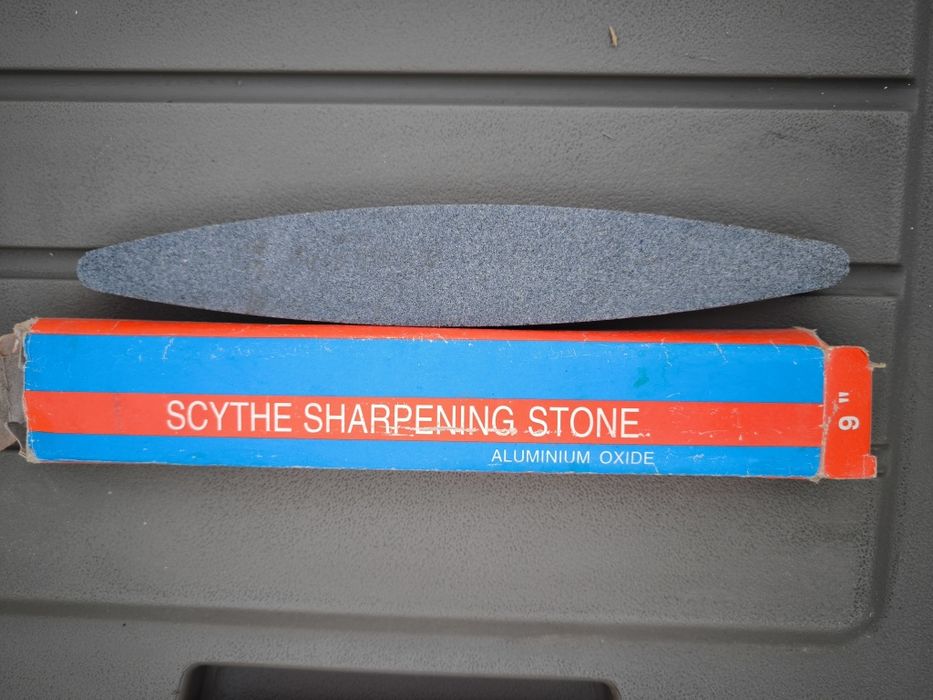 SCYTHE SHARPENING STONE
ALUMINIUM OXIDE
9"